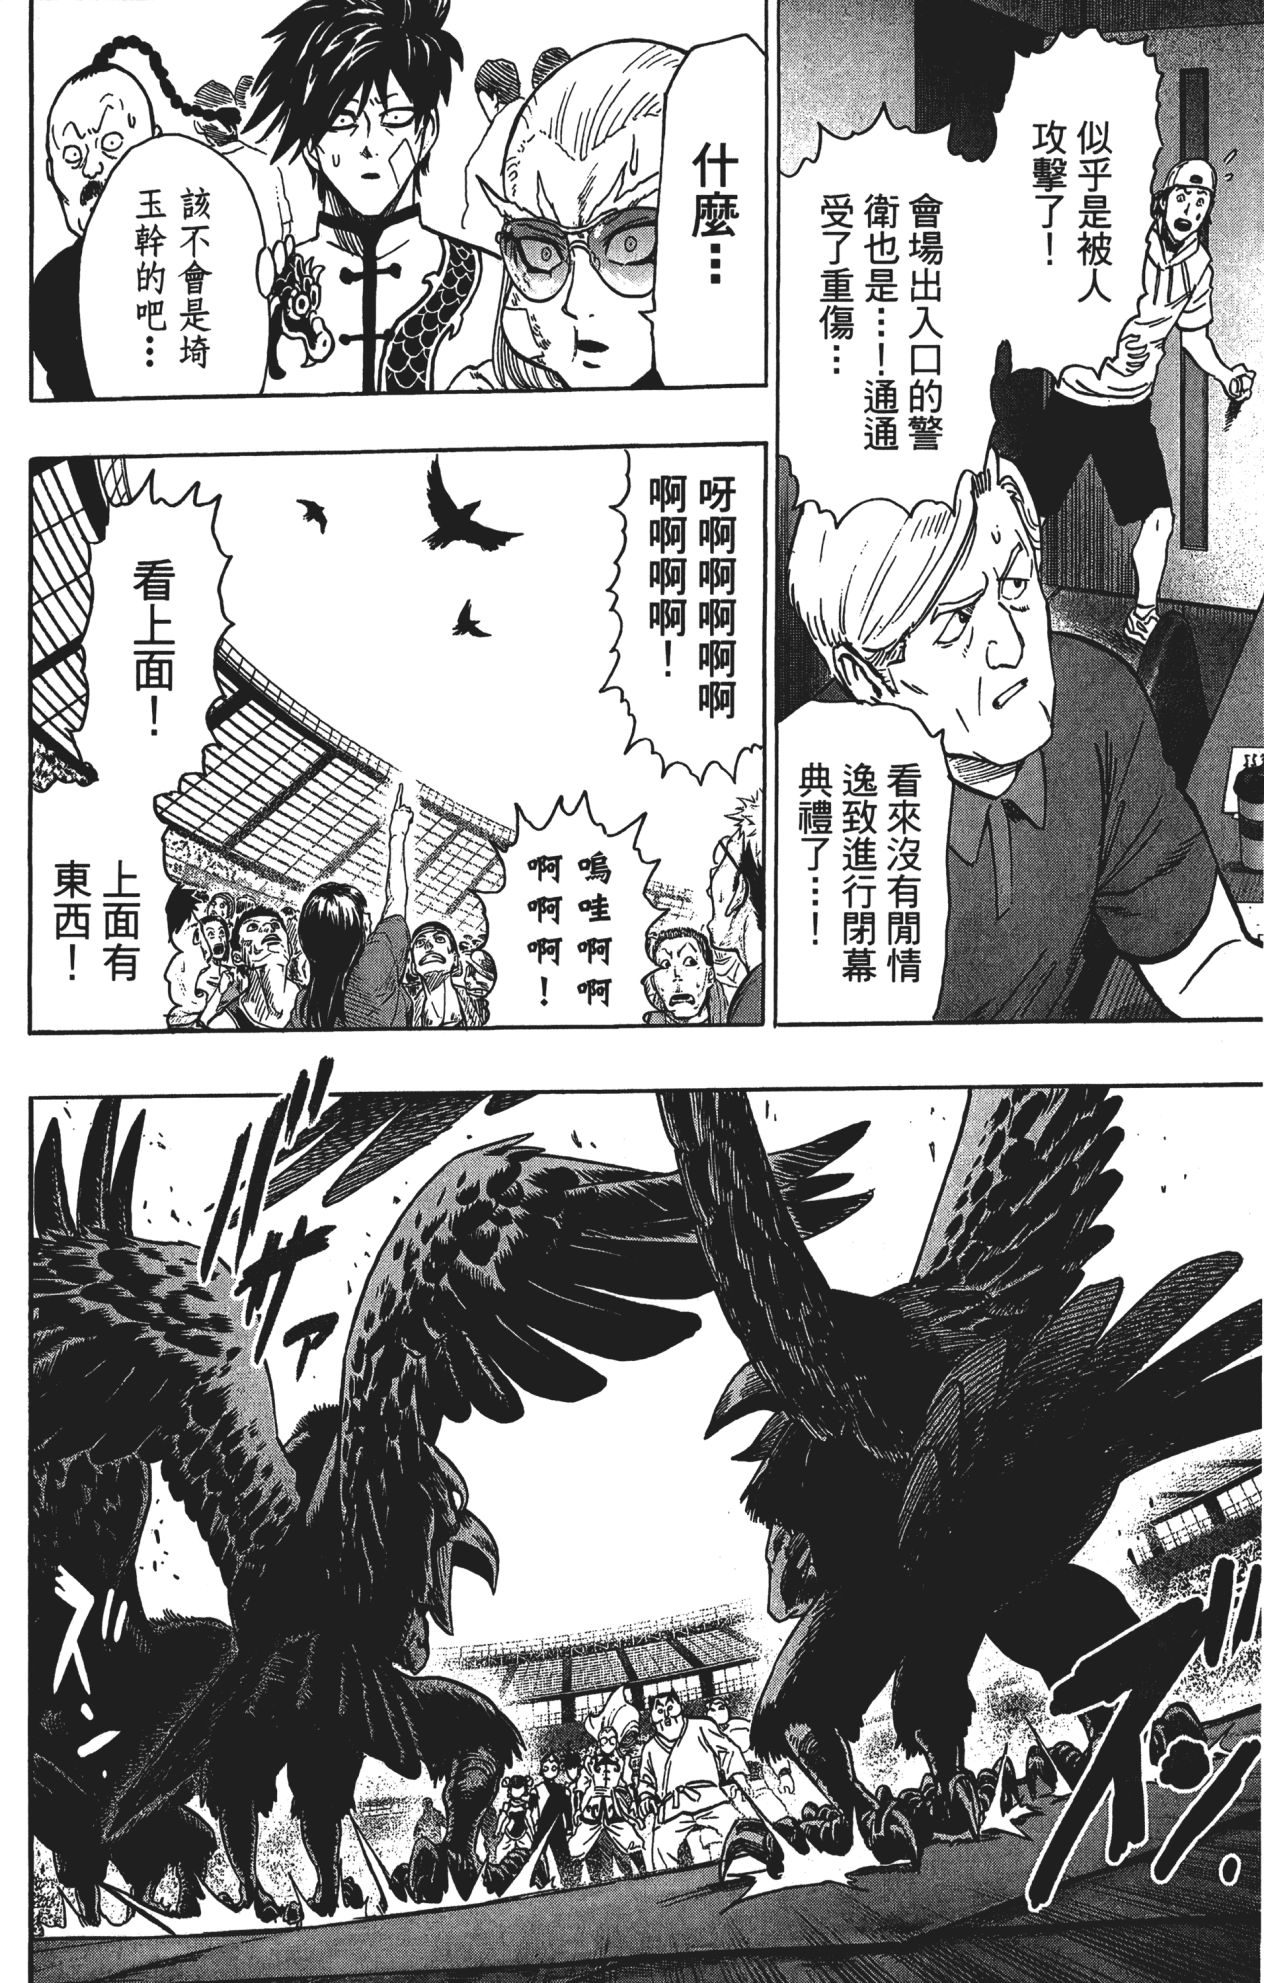 似乎是被人
攻擊了！
會場出入口的警
衛也是…！通通
受了重傷…
看來沒有閒情
逸致進行閉幕
典禮了…！
什麼…
該不會是埼
玉幹的吧…
呀啊啊啊啊啊
啊啊啊啊！
嗚哇啊啊
啊啊啊！
看上面！
上面有
東西！
バサァ
ズン
ズン。